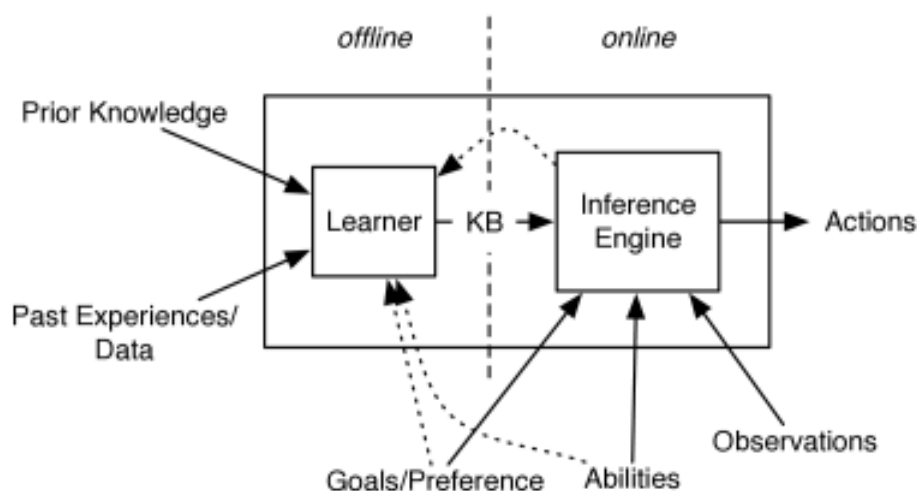 offline
online
Prior Knowledge
Learner
KB
Inference
Engine
Actions
Past Experiences/
Data
Observations
Goals/Preference
Abilities